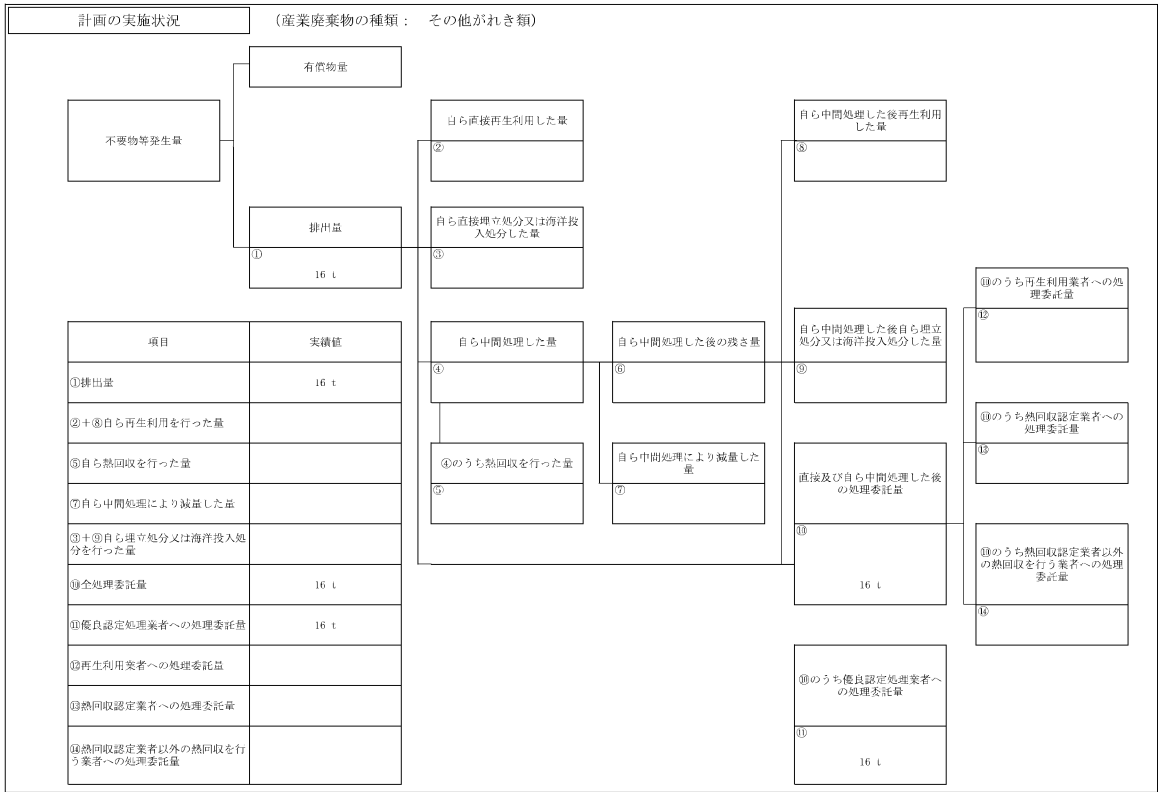 計画の実施状況
（産業廃棄物の種類： その他がれき類）
有償物量
不要物等発生量
自ら直接再生利用した量
②
自ら中間処理した後再生利用
した量
⑧
排出量
①
16 t
自ら直接埋立処分又は海洋投
入処分した量
③
⑩のうち再生利用業者への処
理委託量
⑫
項目
実績値
①排出量
16 t
②＋⑧自ら再生利用を行った量
⑤自ら熱回収を行った量
⑦自ら中間処理により減量した量
③＋⑨自ら埋立処分又は海洋投入処
分を行った量
⑩全処理委託量
16 t
⑪優良認定処理業者への処理委託量
16 t
⑫再生利用業者への処理委託量
⑬熱回収認定業者への処理委託量
⑭熱回収認定業者以外の熱回収を行
う業者への処理委託量
自ら中間処理した量
④
自ら中間処理した後の残さ量
⑥
自ら中間処理した後自ら埋立
処分又は海洋投入処分した量
⑨
⑩のうち熱回収認定業者への
処理委託量
⑬
④のうち熱回収を行った量
⑤
自ら中間処理により減量した
量
⑦
直接及び自ら中間処理した後
の処理委託量
⑩
16 t
⑩のうち熱回収認定業者以外
の熱回収を行う業者への処理
委託量
⑭
⑩のうち優良認定処理業者へ
の処理委託量
⑪
16 t